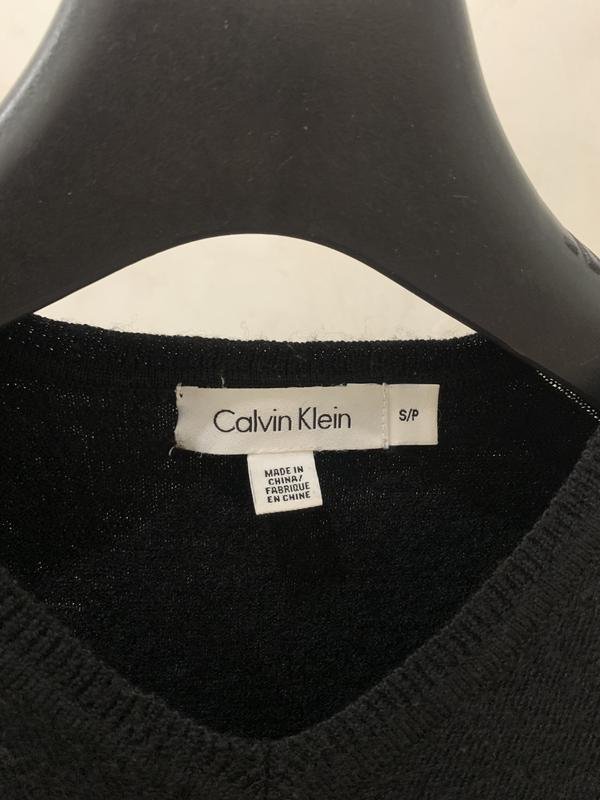 Calvin Klein
S/P
MADE IN
CHINA/
FABRIQUE
EN CHINE